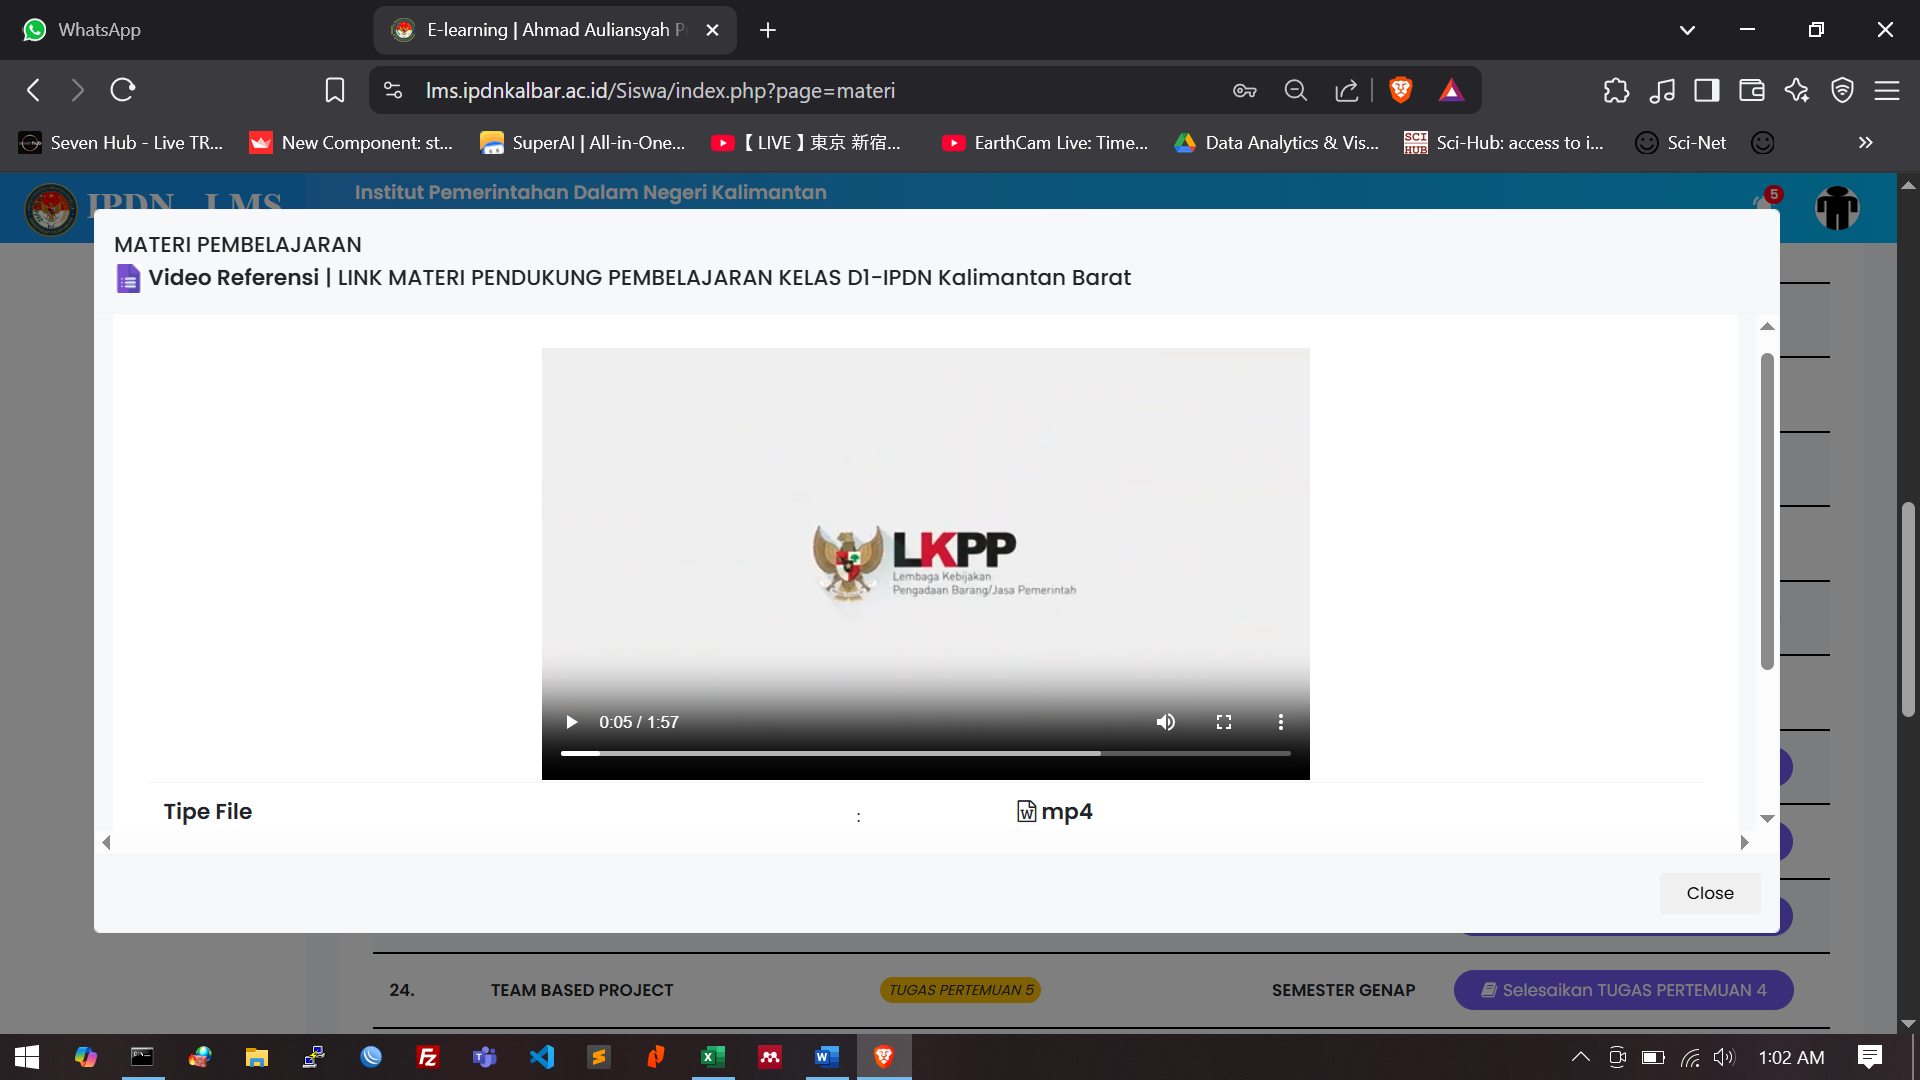 WhatsApp
E-learning | Ahmad Auliansyah P
lms.ipdnkalbar.ac.id/Siswa/index.php?page=materi
Seven Hub - Live TR...
New Component: st...
SuperAI | All-in-One...
【 LIVE 】東京 新宿...
EarthCam Live: Time...
Data Analytics & Vis...
SCI HUB
Sci-Hub: access to i...
Sci-Net
IPDN LMS
Institut Pemerintahan Dalam Negeri Kalimantan
5
MATERI PEMBELAJARAN
Video Referensi | LINK MATERI PENDUKUNG PEMBELAJARAN KELAS D1-IPDN Kalimantan Barat
LKPP
Lembaga Kebijakan
Pengadaan Barang/Jasa Pemerintah
0:05 / 1:57
Tipe File : mp4
Close
24. TEAM BASED PROJECT TUGAS PERTEMUAN 5 SEMESTER GENAP Selesaikan TUGAS PERTEMUAN 4
1:02 AM